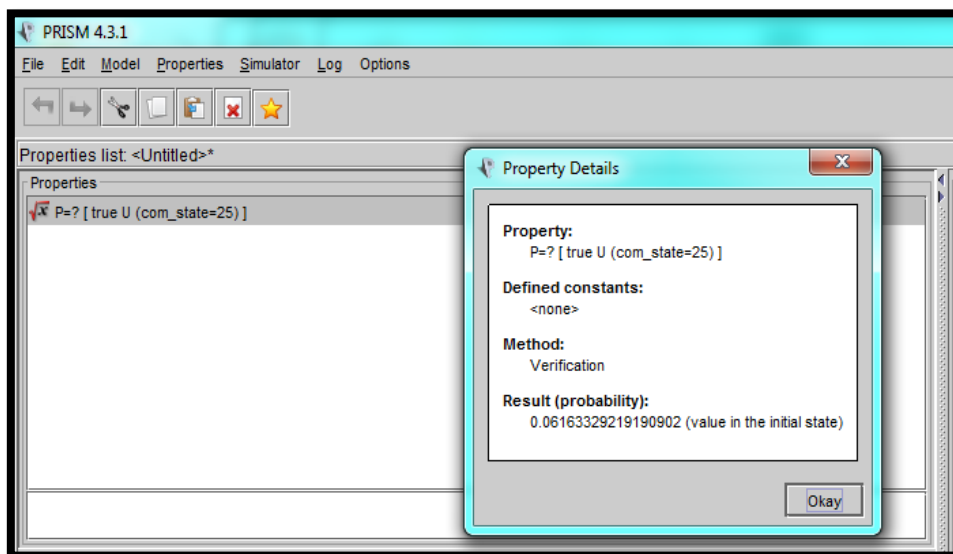 PRISM 4.3.1
File Edit Model Properties Simulator Log Options
Properties list: <Untitled>*
Properties
√x P=? [ true U (com_state=25) ]
Property Details
X
Property:
P=? [ true U (com_state=25) ]
Defined constants:
<none>
Method:
Verification
Result (probability):
0.06163329219190902 (value in the initial state)
Okay